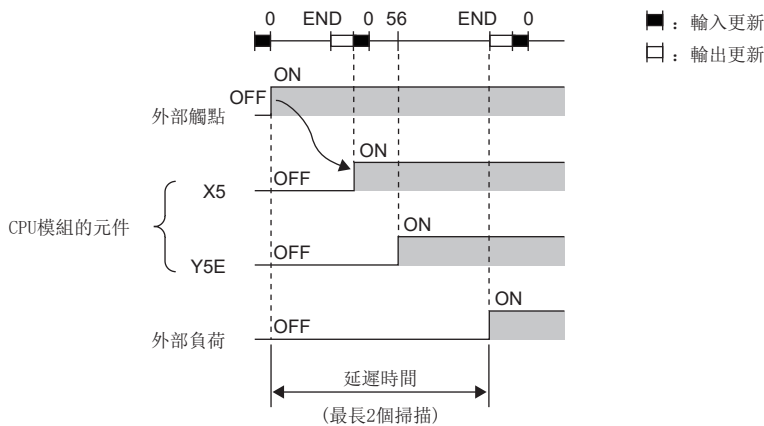 0 END 0 56 END 0
：輸入更新
：輸出更新
ON
OFF
外部觸點
ON
OFF
X5
CPU模組的元件
ON
OFF
Y5E
ON
OFF
外部負荷
延遲時間
(最長2個掃描)